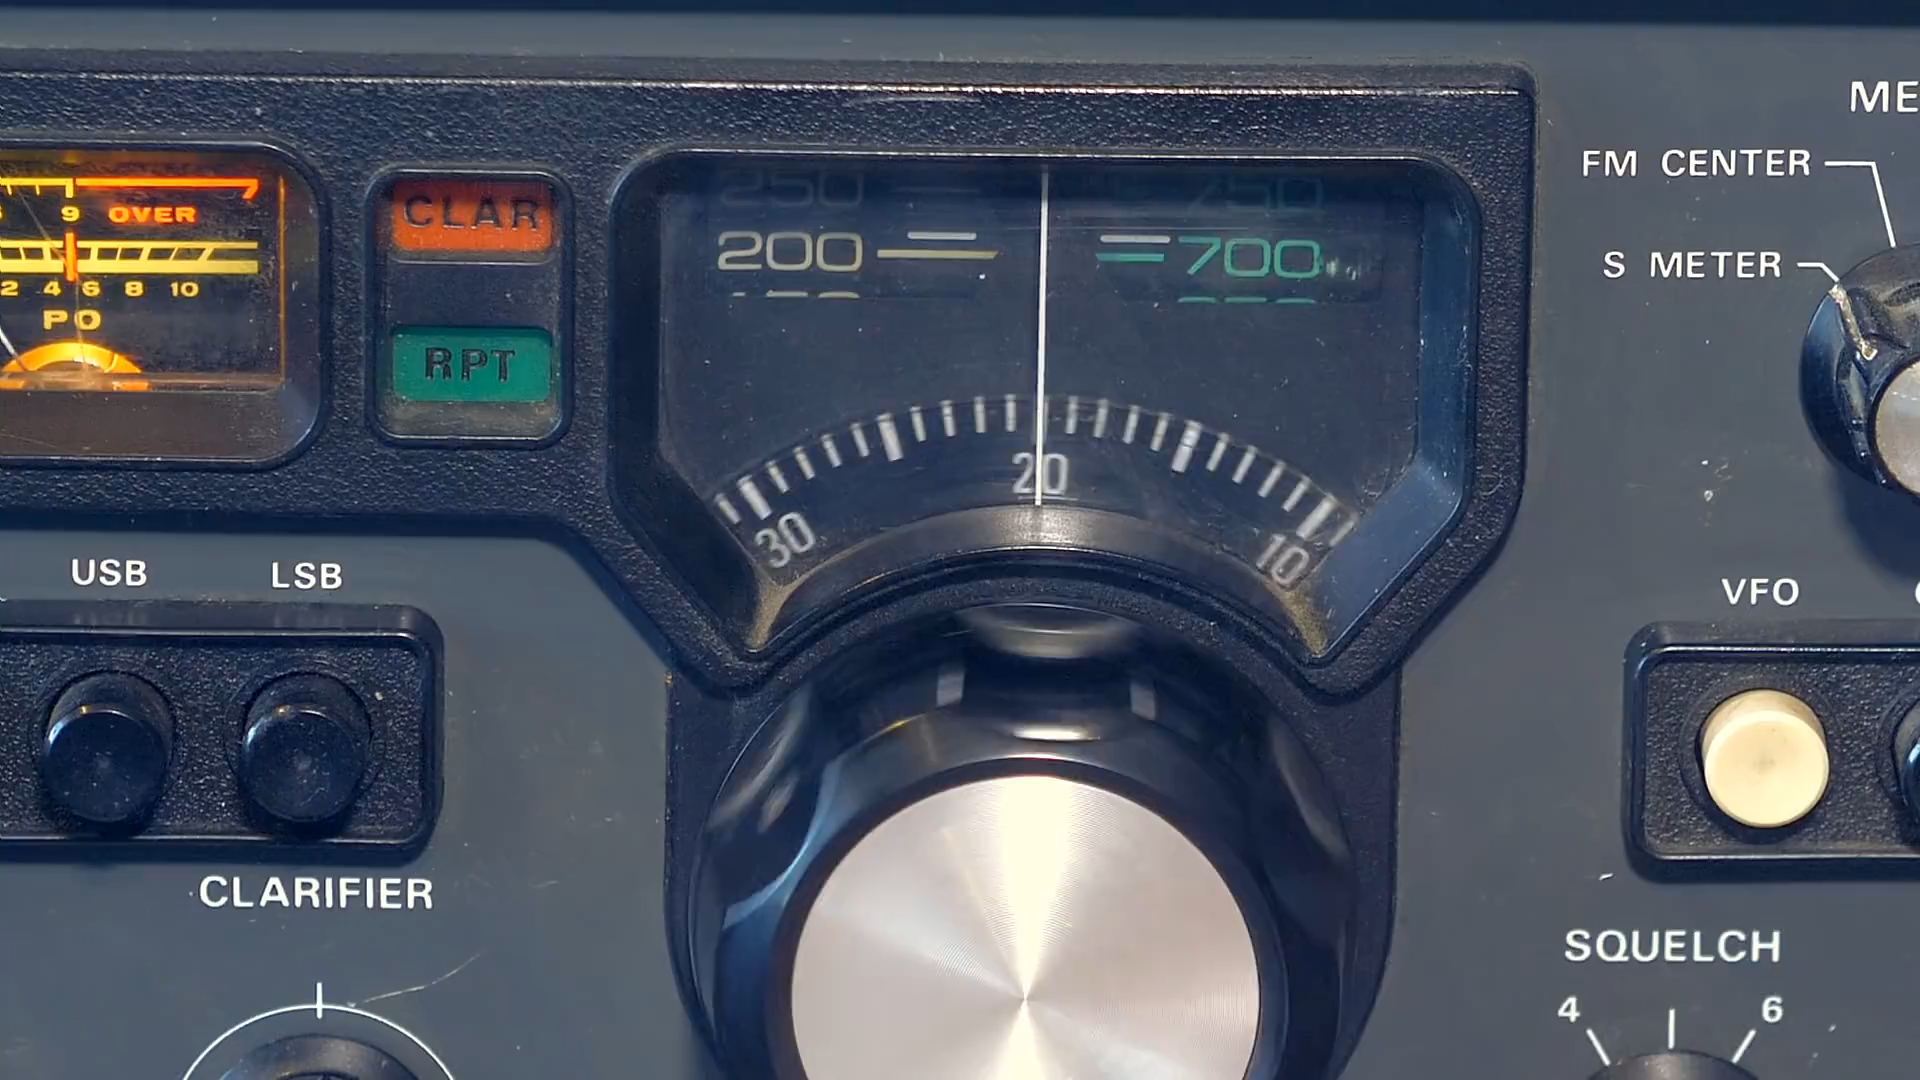 ME
FM CENTER
S METER
9 OVER
2 4 6 8 10
PO
CLAR
RPT
250 750
200 700
30 20 10
USB LSB
VFO
CLARIFIER
SQUELCH
4 6